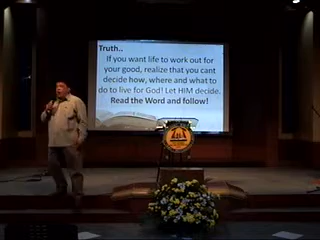 Truth..
If you want life to work out for
your good, realize that you cant
decide how, where and what to
do to live for God! Let HIM decide.
Read the Word and follow!